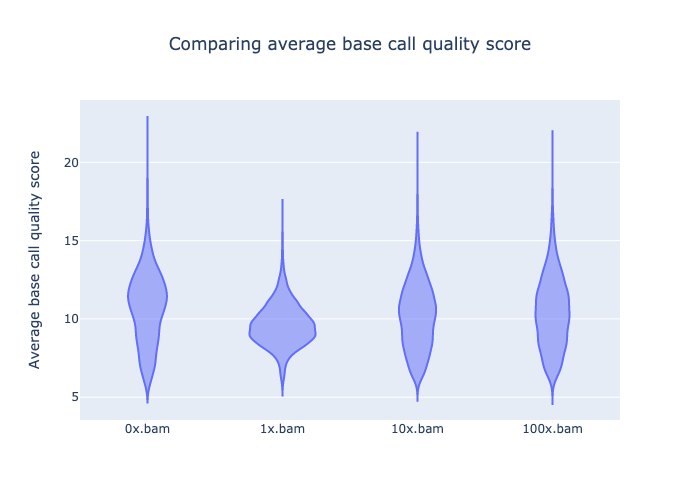 Comparing average base call quality score
Average base call quality score
20
15
10
5
0x.bam
1x.bam
10x.bam
100x.bam